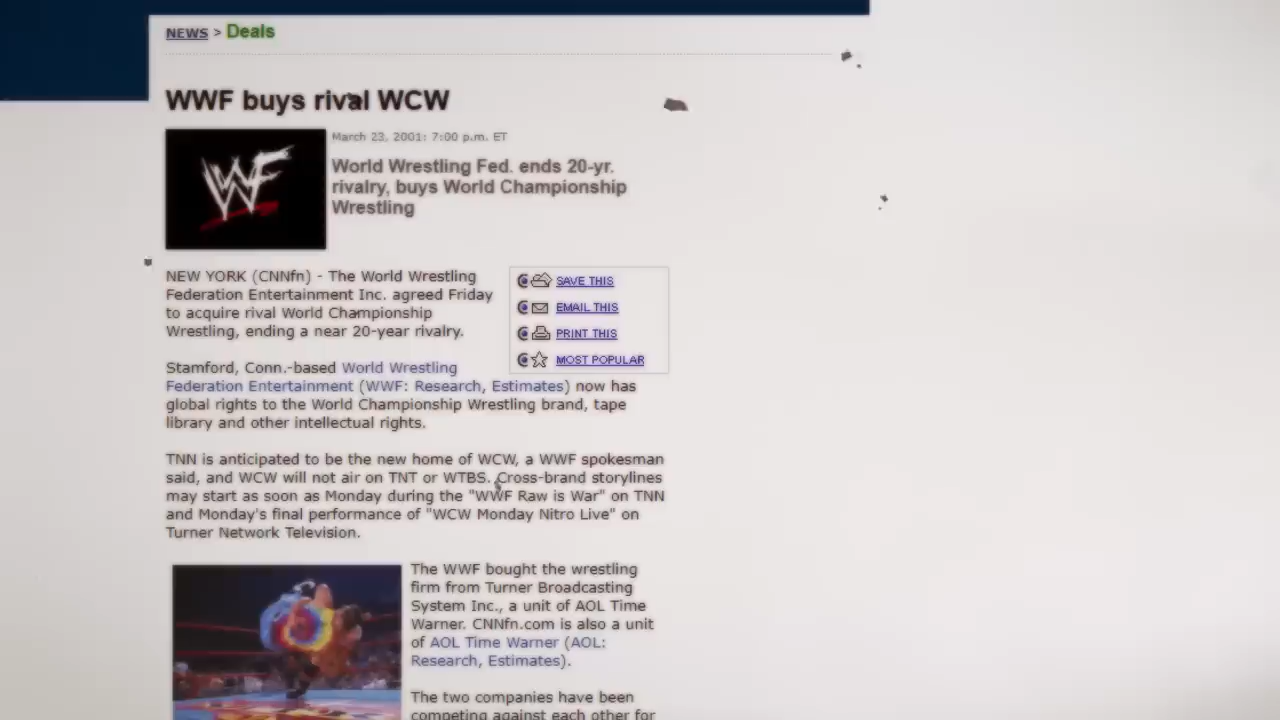 NEWS > Deals
WWF buys rival WCW
March 23, 2001: 7:00 p.m. ET
World Wrestling Fed. ends 20-yr.
rivalry, buys World Championship
Wrestling
NEW YORK (CNNfn) - The World Wrestling
Federation Entertainment Inc. agreed Friday
to acquire rival World Championship
Wrestling, ending a near 20-year rivalry.
SAVE THIS
EMAIL THIS
PRINT THIS
MOST POPULAR
Stamford, Conn.-based World Wrestling
Federation Entertainment (WWF: Research, Estimates) now has
global rights to the World Championship Wrestling brand, tape
library and other intellectual rights.
TNN is anticipated to be the new home of WCW, a WWF spokesman
said, and WCW will not air on TNT or WTBS. Cross-brand storylines
may start as soon as Monday during the "WWF Raw is War" on TNN
and Monday's final performance of "WCW Monday Nitro Live" on
Turner Network Television.
The WWF bought the wrestling
firm from Turner Broadcasting
System Inc., a unit of AOL Time
Warner. CNNfn.com is also a unit
of AOL Time Warner (AOL:
Research, Estimates).
The two companies have been
competing against each other for